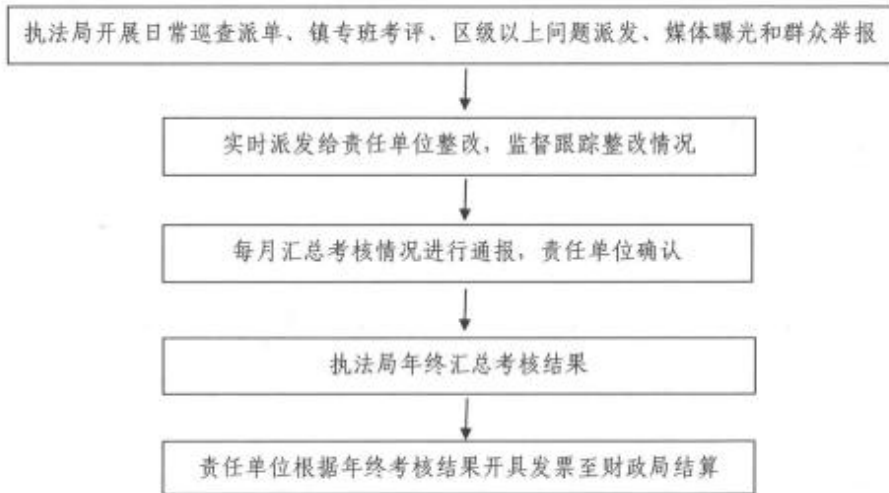 执法局开展日常巡查派单、镇专班考评、区级以上问题派发、媒体曝光和群众举报
实时派发给责任单位整改，监督跟踪整改情况
每月汇总考核情况进行通报，责任单位确认
执法局年终汇总考核结果
责任单位根据年终考核结果开具发票至财政局结算